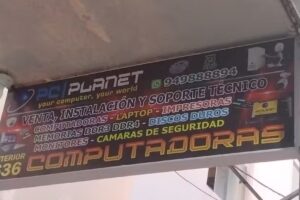 PC PLANET
your computer, your world
949888894
VENTA, INSTALACIÓN Y SOPORTE TÉCNICO
COMPUTADORAS - LAPTOP - IMPRESORAS
MEMORIAS DDR3 DDR4 - DISCOS DUROS
MONITORES - CAMARAS DE SEGURIDAD
COMPUTADORAS